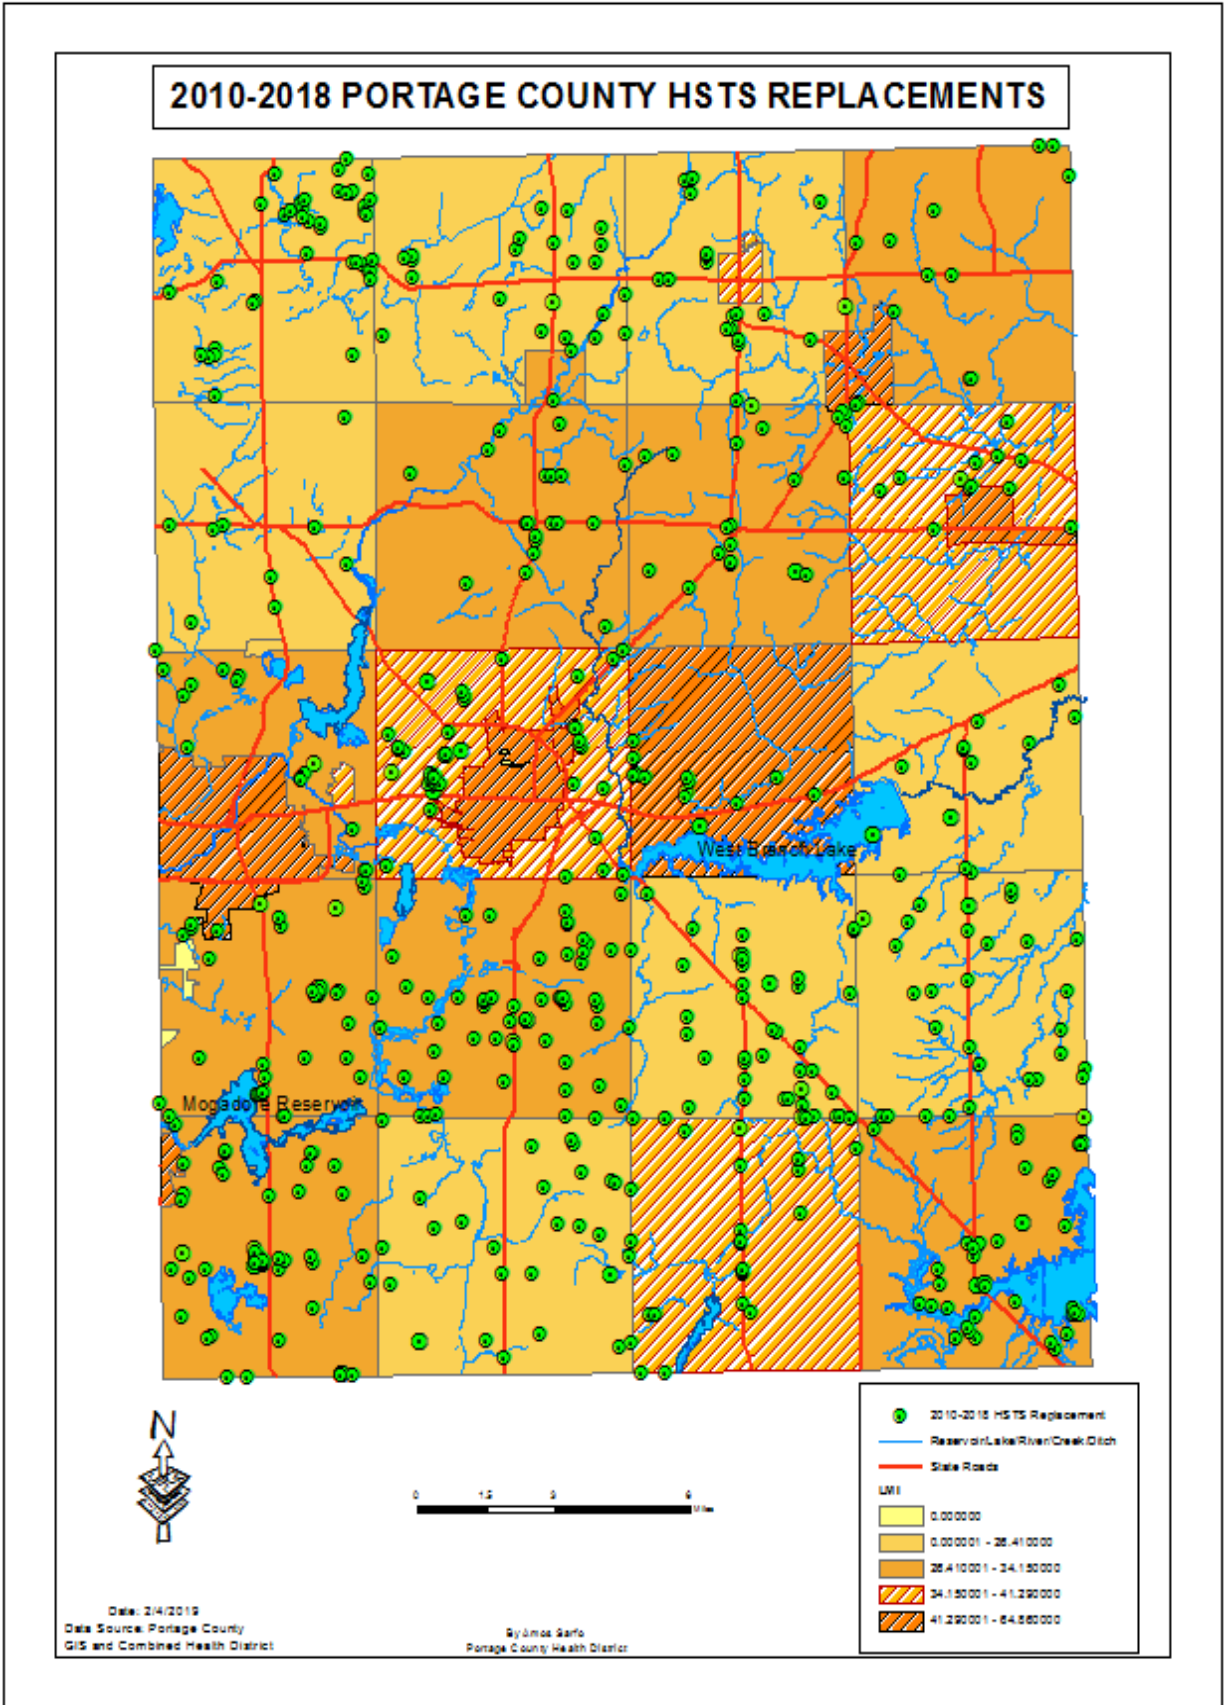 2010-2018 PORTAGE COUNTY HSTS REPLACEMENTS
West Branch Lake
Mogadore Reservoir
N
0 1.5 3 6
Miles
2010-2018 HSTS Replacement
Reservoir/Lake/River/Creek/Ditch
State Roads
LMI
0.000000
0.000001 - 26.410000
26.410001 - 34.150000
34.150001 - 41.290000
41.290001 - 64.860000
Date: 2/4/2019
Data Source: Portage County
GIS and Combined Health District
By Amos Sarfo
Portage County Health District